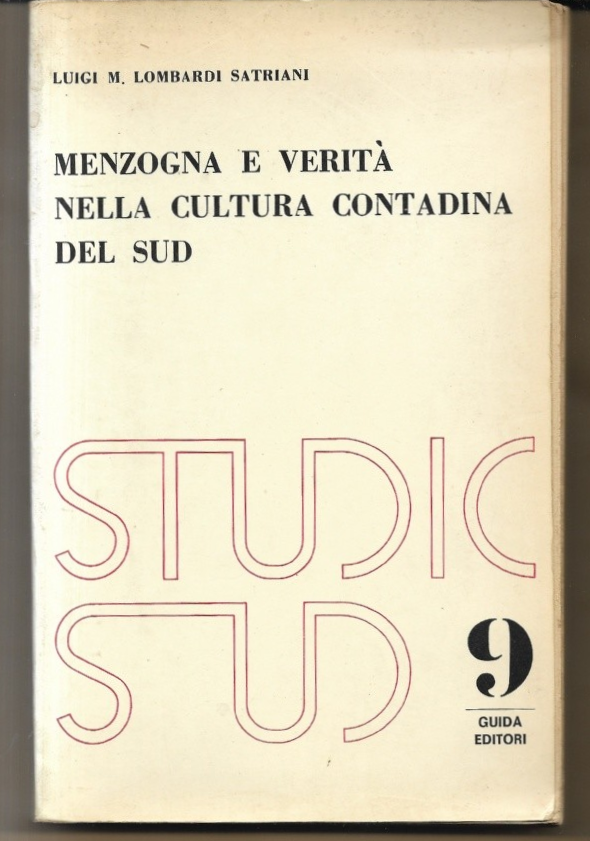 LUIGI M. LOMBARDI SATRIANI
MENZOGNA E VERITÀ
NELLA CULTURA CONTADINA
DEL SUD
STUDIC
SUD
9
GUIDA
EDITORI